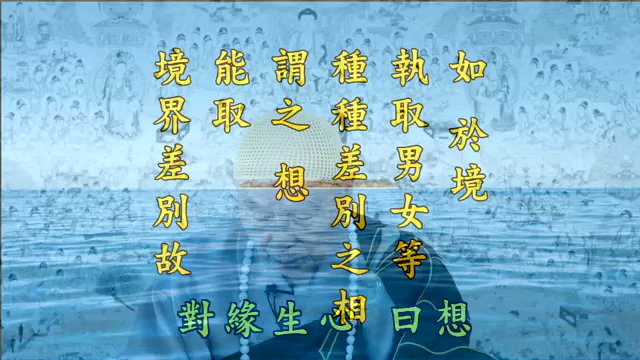 如 於境
執取男女等
種種差別之相
謂之 想
能取
境界差別故
對緣生心 曰想